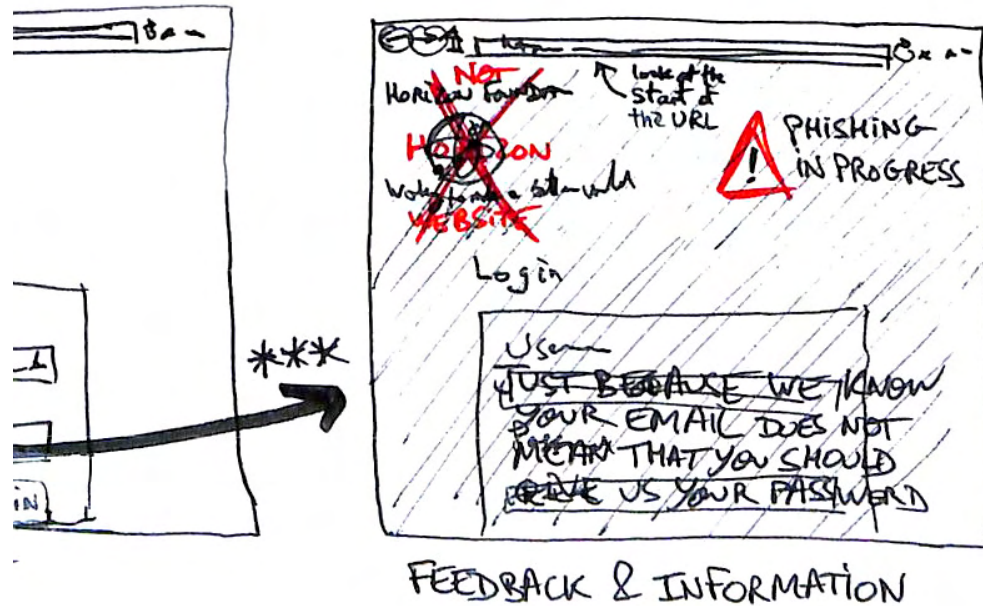 ***
IN
NOT
Horizon Foundation
HORIZON
WEBSITE
look at the
start of
the URL
PHISHING
IN PROGRESS
Login
JUST BECAUSE WE KNOW
YOUR EMAIL DOES NOT
MEAN THAT YOU SHOULD
GIVE US YOUR PASSWORD
FEEDBACK & INFORMATION